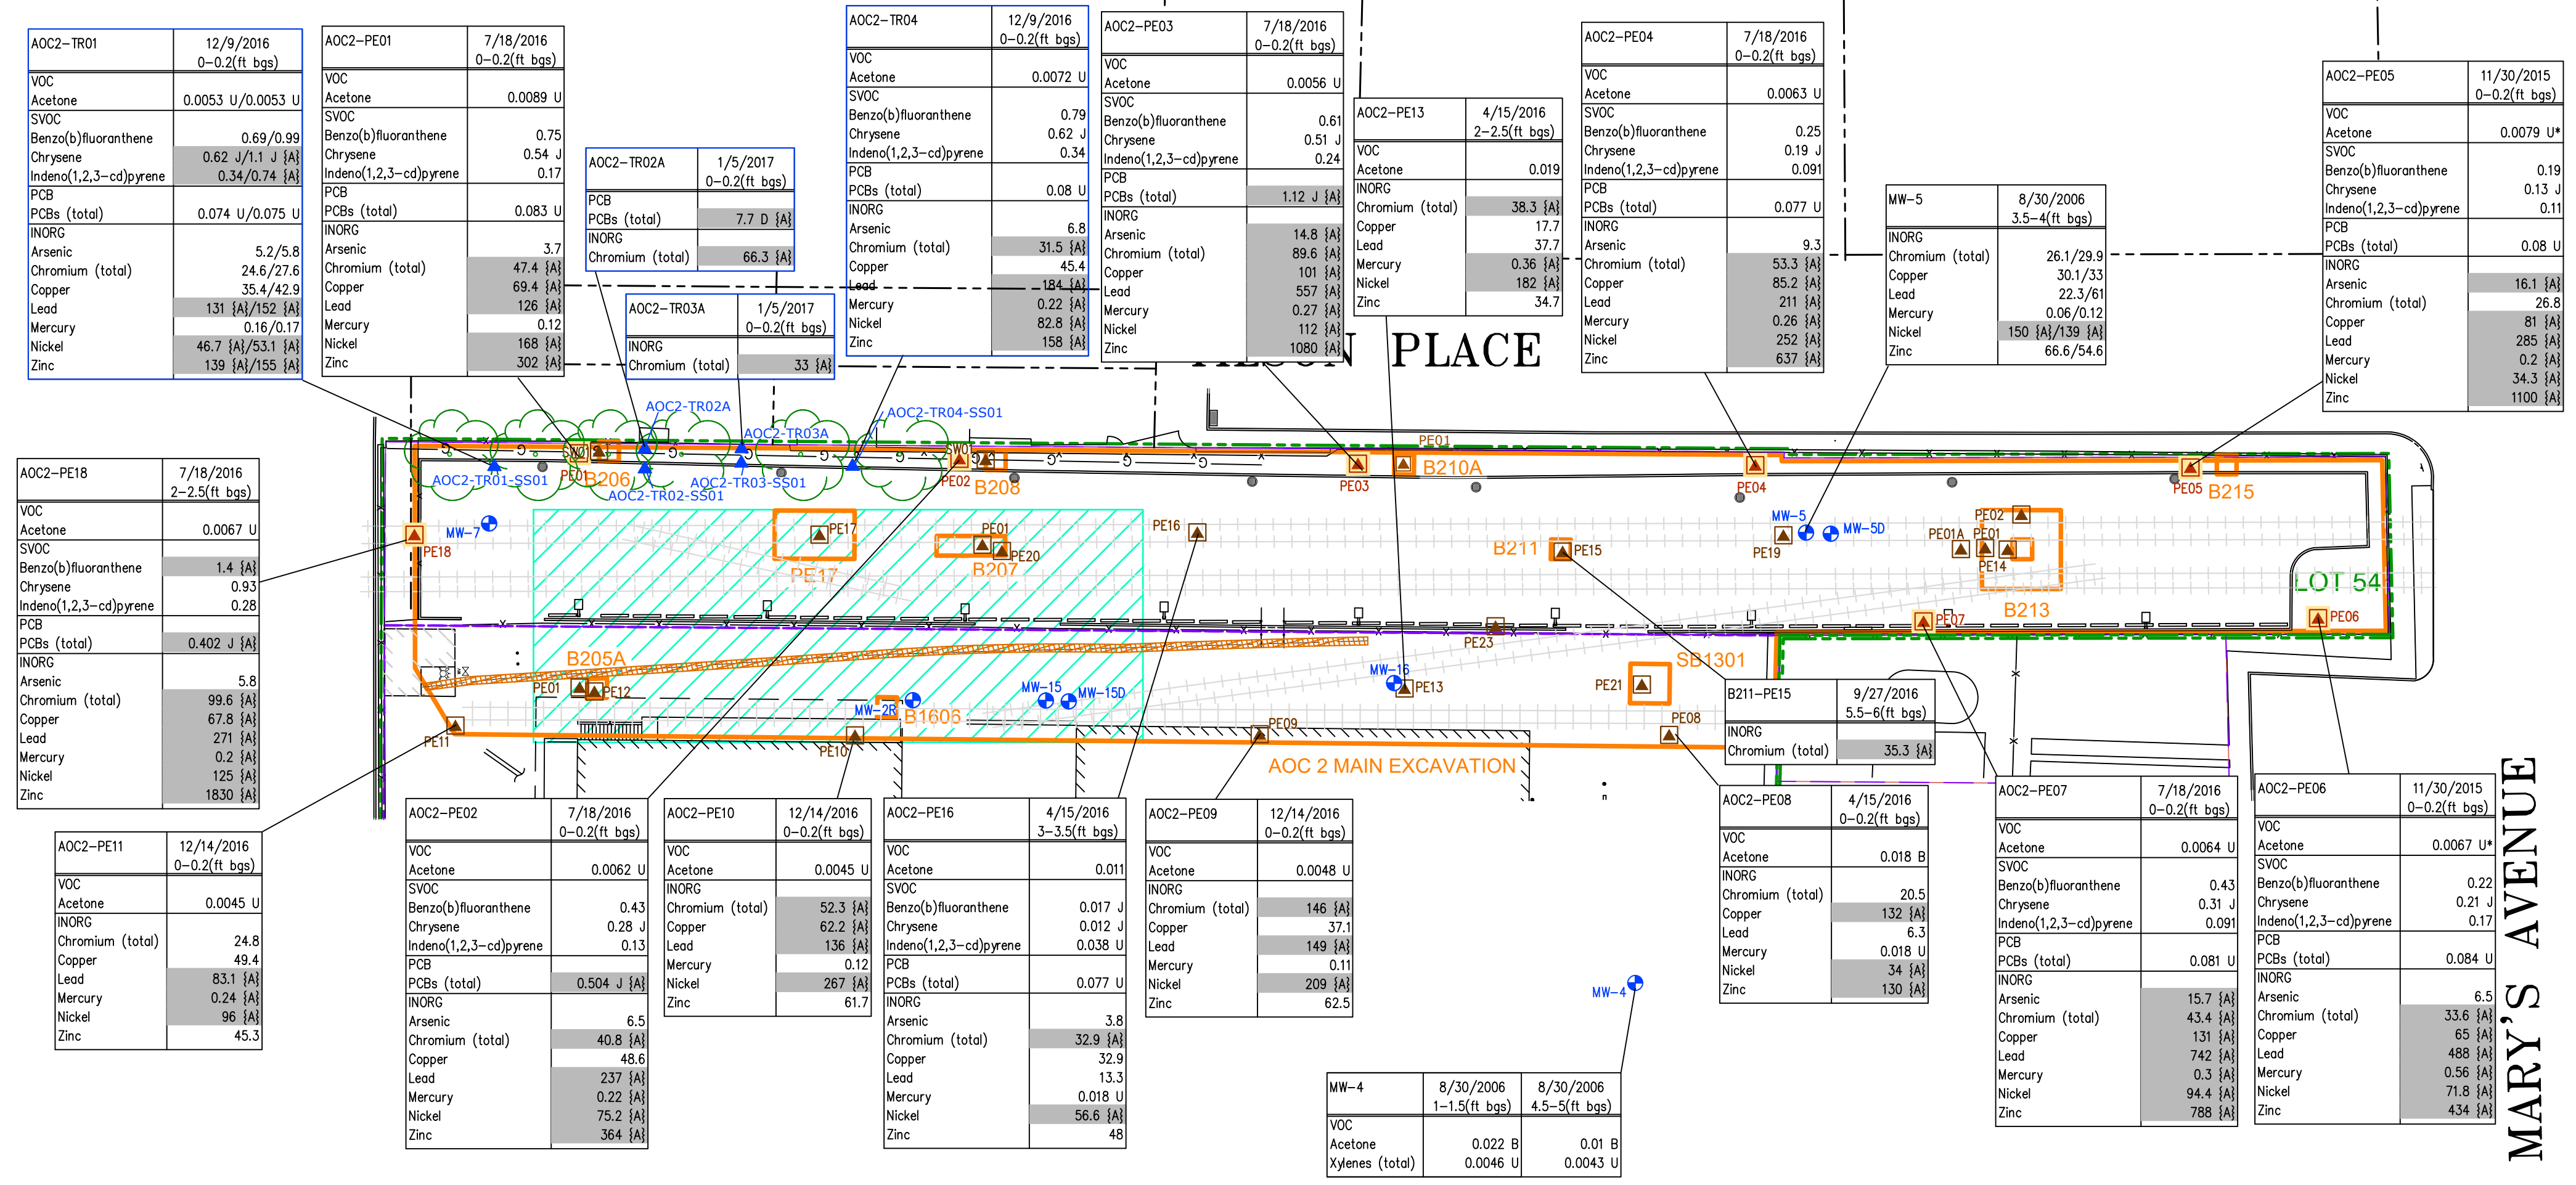 AOC2-TR01 12/9/2016
0-0.2(ft bgs)
VOC
Acetone 0.0053 U/0.0053 U
SVOC
Benzo(b)fluoranthene 0.69/0.99
Chrysene 0.62 J/1.1 J {A}
Indeno(1,2,3-cd)pyrene 0.34/0.74 {A}
PCB
PCBs (total) 0.074 U/0.075 U
INORG
Arsenic 5.2/5.8
Chromium (total) 24.6/27.6
Copper 35.4/42.9
Lead 131 {A}/152 {A}
Mercury 0.16/0.17
Nickel 46.7 {A}/53.1 {A}
Zinc 139 {A}/155 {A}
AOC2-PE01 7/18/2016
0-0.2(ft bgs)
VOC
Acetone 0.0089 U
SVOC
Benzo(b)fluoranthene 0.75
Chrysene 0.54 J
Indeno(1,2,3-cd)pyrene 0.17
PCB
PCBs (total) 0.083 U
INORG
Arsenic 3.7
Chromium (total) 47.4 {A}
Copper 69.4 {A}
Lead 126 {A}
Mercury 0.12
Nickel 168 {A}
Zinc 302 {A}
AOC2-TR02A 1/5/2017
0-0.2(ft bgs)
PCB
PCBs (total) 7.7 D {A}
INORG
Chromium (total) 66.3 {A}
AOC2-TR03A 1/5/2017
0-0.2(ft bgs)
INORG
Chromium (total) 33 {A}
AOC2-TR04 12/9/2016
0-0.2(ft bgs)
VOC
Acetone 0.0072 U
SVOC
Benzo(b)fluoranthene 0.79
Chrysene 0.62 J
Indeno(1,2,3-cd)pyrene 0.34
PCB
PCBs (total) 0.08 U
INORG
Arsenic 6.8
Chromium (total) 31.5 {A}
Copper 45.4
Lead 184 {A}
Mercury 0.22 {A}
Nickel 82.8 {A}
Zinc 158 {A}
AOC2-PE03 7/18/2016
0-0.2(ft bgs)
VOC
Acetone 0.0056 U
SVOC
Benzo(b)fluoranthene 0.61
Chrysene 0.51 J
Indeno(1,2,3-cd)pyrene 0.24
PCB
PCBs (total) 1.12 J {A}
INORG
Arsenic 14.8 {A}
Chromium (total) 89.6 {A}
Copper 101 {A}
Lead 557 {A}
Mercury 0.27 {A}
Nickel 112 {A}
Zinc 1080 {A}
AOC2-PE13 4/15/2016
2-2.5(ft bgs)
VOC
Acetone 0.019
INORG
Chromium (total) 38.3 {A}
Copper 17.7
Lead 37.7
Mercury 0.36 {A}
Nickel 182 {A}
Zinc 34.7
AOC2-PE04 7/18/2016
0-0.2(ft bgs)
VOC
Acetone 0.0063 U
SVOC
Benzo(b)fluoranthene 0.25
Chrysene 0.19 J
Indeno(1,2,3-cd)pyrene 0.091
PCB
PCBs (total) 0.077 U
INORG
Arsenic 9.3
Chromium (total) 53.3 {A}
Copper 85.2 {A}
Lead 211 {A}
Mercury 0.26 {A}
Nickel 252 {A}
Zinc 637 {A}
MW-5 8/30/2006
3.5-4(ft bgs)
INORG
Chromium (total) 26.1/29.9
Copper 30.1/33
Lead 22.3/61
Mercury 0.06/0.12
Nickel 150 {A}/139 {A}
Zinc 66.6/54.6
AOC2-PE05 11/30/2015
0-0.2(ft bgs)
VOC
Acetone 0.0079 U*
SVOC
Benzo(b)fluoranthene 0.19
Chrysene 0.13 J
Indeno(1,2,3-cd)pyrene 0.11
PCB
PCBs (total) 0.08 U
INORG
Arsenic 16.1 {A}
Chromium (total) 26.8
Copper 81 {A}
Lead 285 {A}
Mercury 0.2 {A}
Nickel 34.3 {A}
Zinc 1100 {A}
PLACE
AOC2-TR02A
AOC2-TR03A
AOC2-TR04-SS01
AOC2-TR01-SS01
AOC2-TR02-SS01
AOC2-TR03-SS01
SW01
PE01
B206
SW01
PE02
B208
PE01
PE03
B210A
PE04
PE05
B215
PE18
MW-7
PE17
PE17
PE01
PE20
B207
PE16
B211
PE15
PE19
MW-5
MW-5D
PE02
PE01A
PE01
PE14
B213
LOT 54
PE06
PE07
PE23
B205A
PE01
PE12
MW-2R
B1606
MW-15
MW-15D
MW-16
PE13
PE21
SB1301
PE11
PE10
PE09
PE08
AOC 2 MAIN EXCAVATION
MW-4
MARY'S AVENUE
AOC2-PE18 7/18/2016
2-2.5(ft bgs)
VOC
Acetone 0.0067 U
SVOC
Benzo(b)fluoranthene 1.4 {A}
Chrysene 0.93
Indeno(1,2,3-cd)pyrene 0.28
PCB
PCBs (total) 0.402 J {A}
INORG
Arsenic 5.8
Chromium (total) 99.6 {A}
Copper 67.8 {A}
Lead 271 {A}
Mercury 0.2 {A}
Nickel 125 {A}
Zinc 1830 {A}
AOC2-PE11 12/14/2016
0-0.2(ft bgs)
VOC
Acetone 0.0045 U
INORG
Chromium (total) 24.8
Copper 49.4
Lead 83.1 {A}
Mercury 0.24 {A}
Nickel 96 {A}
Zinc 45.3
AOC2-PE02 7/18/2016
0-0.2(ft bgs)
VOC
Acetone 0.0062 U
SVOC
Benzo(b)fluoranthene 0.43
Chrysene 0.28 J
Indeno(1,2,3-cd)pyrene 0.13
PCB
PCBs (total) 0.504 J {A}
INORG
Arsenic 6.5
Chromium (total) 40.8 {A}
Copper 48.6
Lead 237 {A}
Mercury 0.22 {A}
Nickel 75.2 {A}
Zinc 364 {A}
AOC2-PE10 12/14/2016
0-0.2(ft bgs)
VOC
Acetone 0.0045 U
INORG
Chromium (total) 52.3 {A}
Copper 62.2 {A}
Lead 136 {A}
Mercury 0.12
Nickel 267 {A}
Zinc 61.7
AOC2-PE16 4/15/2016
3-3.5(ft bgs)
VOC
Acetone 0.011
SVOC
Benzo(b)fluoranthene 0.017 J
Chrysene 0.012 J
Indeno(1,2,3-cd)pyrene 0.038 U
PCB
PCBs (total) 0.077 U
INORG
Arsenic 3.8
Chromium (total) 32.9 {A}
Copper 32.9
Lead 13.3
Mercury 0.018 U
Nickel 56.6 {A}
Zinc 48
AOC2-PE09 12/14/2016
0-0.2(ft bgs)
VOC
Acetone 0.0048 U
INORG
Chromium (total) 146 {A}
Copper 37.1
Lead 149 {A}
Mercury 0.11
Nickel 209 {A}
Zinc 62.5
MW-4 8/30/2006 8/30/2006
1-1.5(ft bgs) 4.5-5(ft bgs)
VOC
Acetone 0.022 B 0.01 B
Xylenes (total) 0.0046 U 0.0043 U
B211-PE15 9/27/2016
5.5-6(ft bgs)
INORG
Chromium (total) 35.3 {A}
AOC2-PE08 4/15/2016
0-0.2(ft bgs)
VOC
Acetone 0.018 B
INORG
Chromium (total) 20.5
Copper 132 {A}
Lead 6.3
Mercury 0.018 U
Nickel 34 {A}
Zinc 130 {A}
AOC2-PE07 7/18/2016
0-0.2(ft bgs)
VOC
Acetone 0.0064 U
SVOC
Benzo(b)fluoranthene 0.43
Chrysene 0.31 J
Indeno(1,2,3-cd)pyrene 0.091
PCB
PCBs (total) 0.081 U
INORG
Arsenic 15.7 {A}
Chromium (total) 43.4 {A}
Copper 131 {A}
Lead 742 {A}
Mercury 0.3 {A}
Nickel 94.4 {A}
Zinc 788 {A}
AOC2-PE06 11/30/2015
0-0.2(ft bgs)
VOC
Acetone 0.0067 U*
SVOC
Benzo(b)fluoranthene 0.22
Chrysene 0.21 J
Indeno(1,2,3-cd)pyrene 0.17
PCB
PCBs (total) 0.084 U
INORG
Arsenic 6.5
Chromium (total) 33.6 {A}
Copper 65 {A}
Lead 488 {A}
Mercury 0.56 {A}
Nickel 71.8 {A}
Zinc 434 {A}